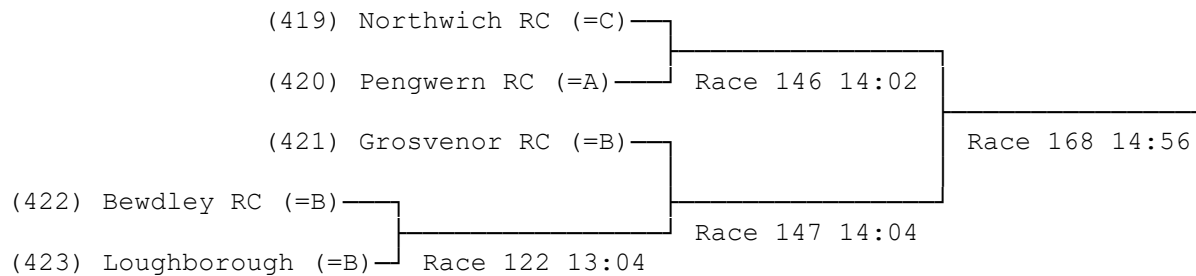 (419) Northwich RC (=C)
(420) Pengwern RC (=A) Race 146 14:02
(421) Grosvenor RC (=B) Race 168 14:56
(422) Bewdley RC (=B)
Race 147 14:04
(423) Loughborough (=B) Race 122 13:04